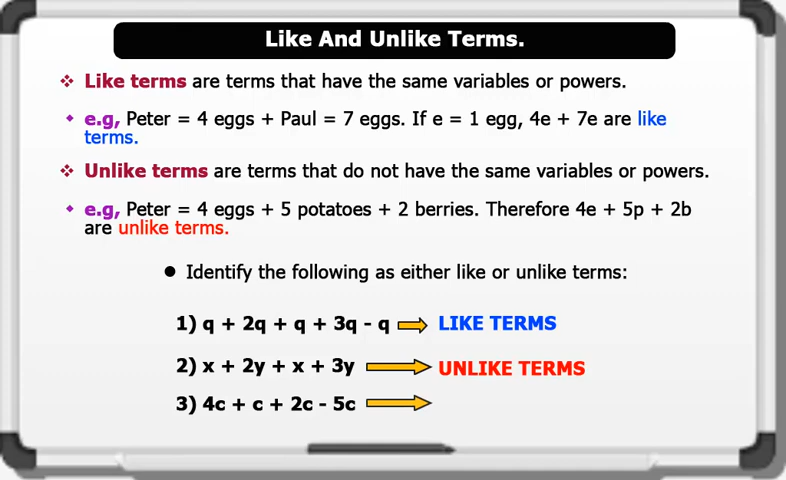 Like And Unlike Terms.
❖ Like terms are terms that have the same variables or powers.
◆ e.g, Peter = 4 eggs + Paul = 7 eggs. If e = 1 egg, 4e + 7e are like
terms.
❖ Unlike terms are terms that do not have the same variables or powers.
◆ e.g, Peter = 4 eggs + 5 potatoes + 2 berries. Therefore 4e + 5p + 2b
are unlike terms.
● Identify the following as either like or unlike terms:
1) q + 2q + q + 3q - q ⇨ LIKE TERMS
2) x + 2y + x + 3y ⇨ UNLIKE TERMS
3) 4c + c + 2c - 5c ⇨